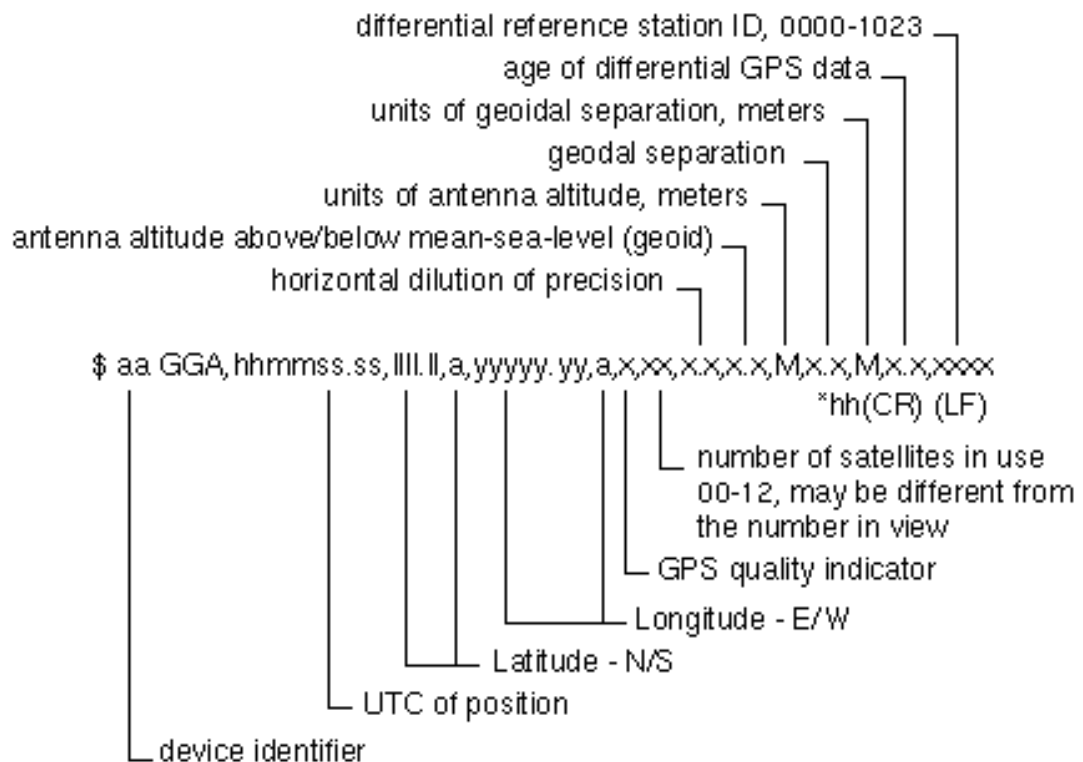 differential reference station ID, 0000-1023
age of differential GPS data
units of geoidal separation, meters
geodal separation
units of antenna altitude, meters
antenna altitude above/below mean-sea-level (geoid)
horizontal dilution of precision
$ aa GGA,hhmmss.ss,llll.ll,a,yyyyy.yy,a,x,xx,x.x,x.x,M,x.x,M,x.x,xxxx
*hh(CR) (LF)
number of satellites in use
00-12, may be different from
the number in view
GPS quality indicator
Longitude - E/W
Latitude - N/S
UTC of position
device identifier